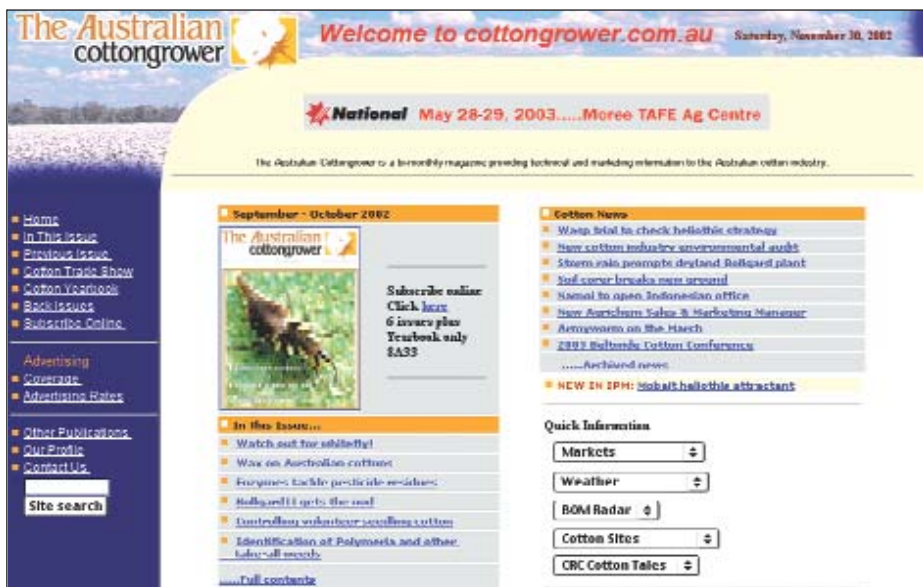 The Australian
cottongrower
Welcome to cottongrower.com.au
Saturday, November 30, 2002
National May 28-29, 2003.....Moree TAFE Ag Centre
The Australian Cottongrower is a bi-monthly magazine providing technical and marketing information to the Australian cotton industry.
Home
In This Issue
Previous Issue
Cotton Trade Show
Cotton Yearbook
Back Issues
Subscribe Online
Advertising
Coverage
Advertising Rates
Other Publications
Our Profile
Contact Us
Site search
September - October 2002
The Australian
cottongrower
Subscribe online
Click here
6 issues plus
Yearbook only
$A33
In this Issue...
Watch out for whitefly!
Wax on Australian cottons
Enzymes tackle pesticide residues
Bollgard II gets the nod
Controlling volunteer seedling cotton
Identification of Polymeria and other
take-all weeds
.....Full contents
Cotton News
Wasp trial to check heliothis strategy
New cotton industry environmental audit
Storm rain prompts dryland Bollgard plant
Soil corer breaks new ground
Namoi to open Indonesian office
New Aurichem Sales & Marketing Manager
Armyworm on the March
2003 Beltwide Cotton Conference
.....Archived news
NEW IN IPM: Mobait heliothis attractant
Quick Information
Markets
Weather
BOM Radar
Cotton Sites
CRC Cotton Tales